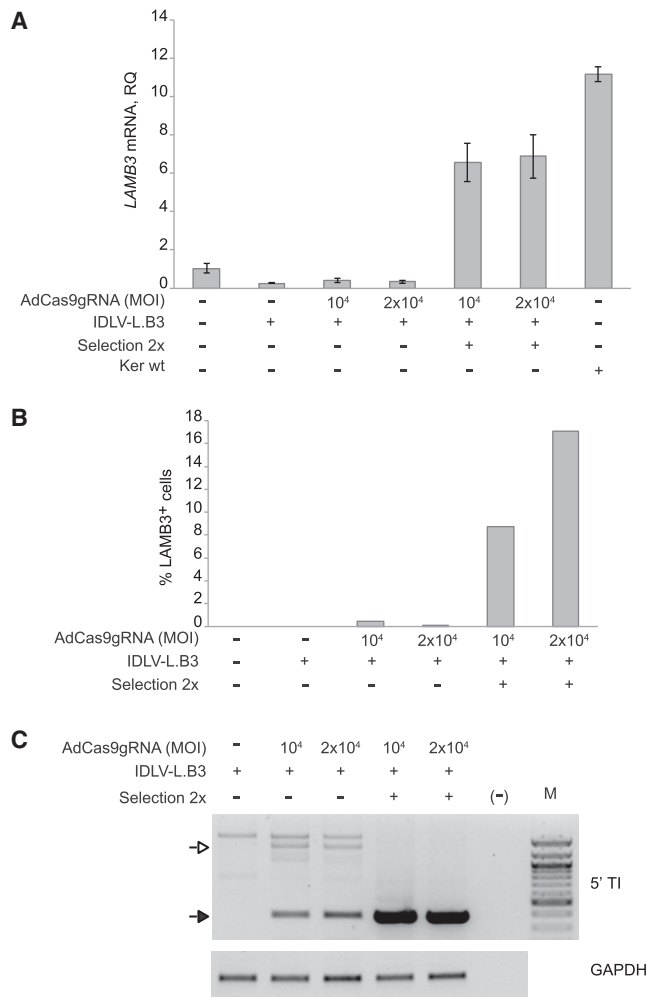 A
LAMB3 mRNA, RQ
14
12
10
8
6
4
2
0
AdCas9gRNA (MOI) - - 10⁴ 2x10⁴ 10⁴ 2x10⁴ -
IDLV-L.B3 - + + + + + -
Selection 2x - - - - + + -
Ker wt - - - - - - +
B
% LAMB3⁺ cells
18
16
14
12
10
8
6
4
2
0
AdCas9gRNA (MOI) - - 10⁴ 2x10⁴ 10⁴ 2x10⁴
IDLV-L.B3 - + + + + +
Selection 2x - - - - + +
C
AdCas9gRNA (MOI) - 10⁴ 2x10⁴ 10⁴ 2x10⁴
IDLV-L.B3 + + + + +
Selection 2x - - - + + (-) M
5' TI
GAPDH